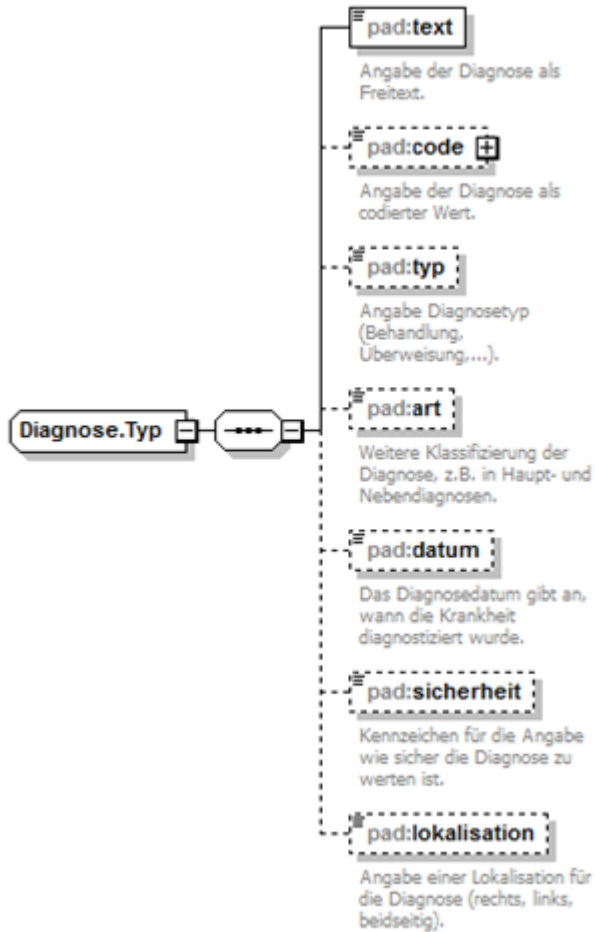 pad:text
Angabe der Diagnose als
Freitext.
pad:code
Angabe der Diagnose als
codierter Wert.
pad:typ
Angabe Diagnosetyp
(Behandlung,
Überweisung,...).
Diagnose.Typ
pad:art
Weitere Klassifizierung der
Diagnose, z.B. in Haupt- und
Nebendiagnosen.
pad:datum
Das Diagnosedatum gibt an,
wann die Krankheit
diagnostiziert wurde.
pad:sicherheit
Kennzeichen für die Angabe
wie sicher die Diagnose zu
werten ist.
pad:lokalisation
Angabe einer Lokalisation für
die Diagnose (rechts, links,
beidseitig).